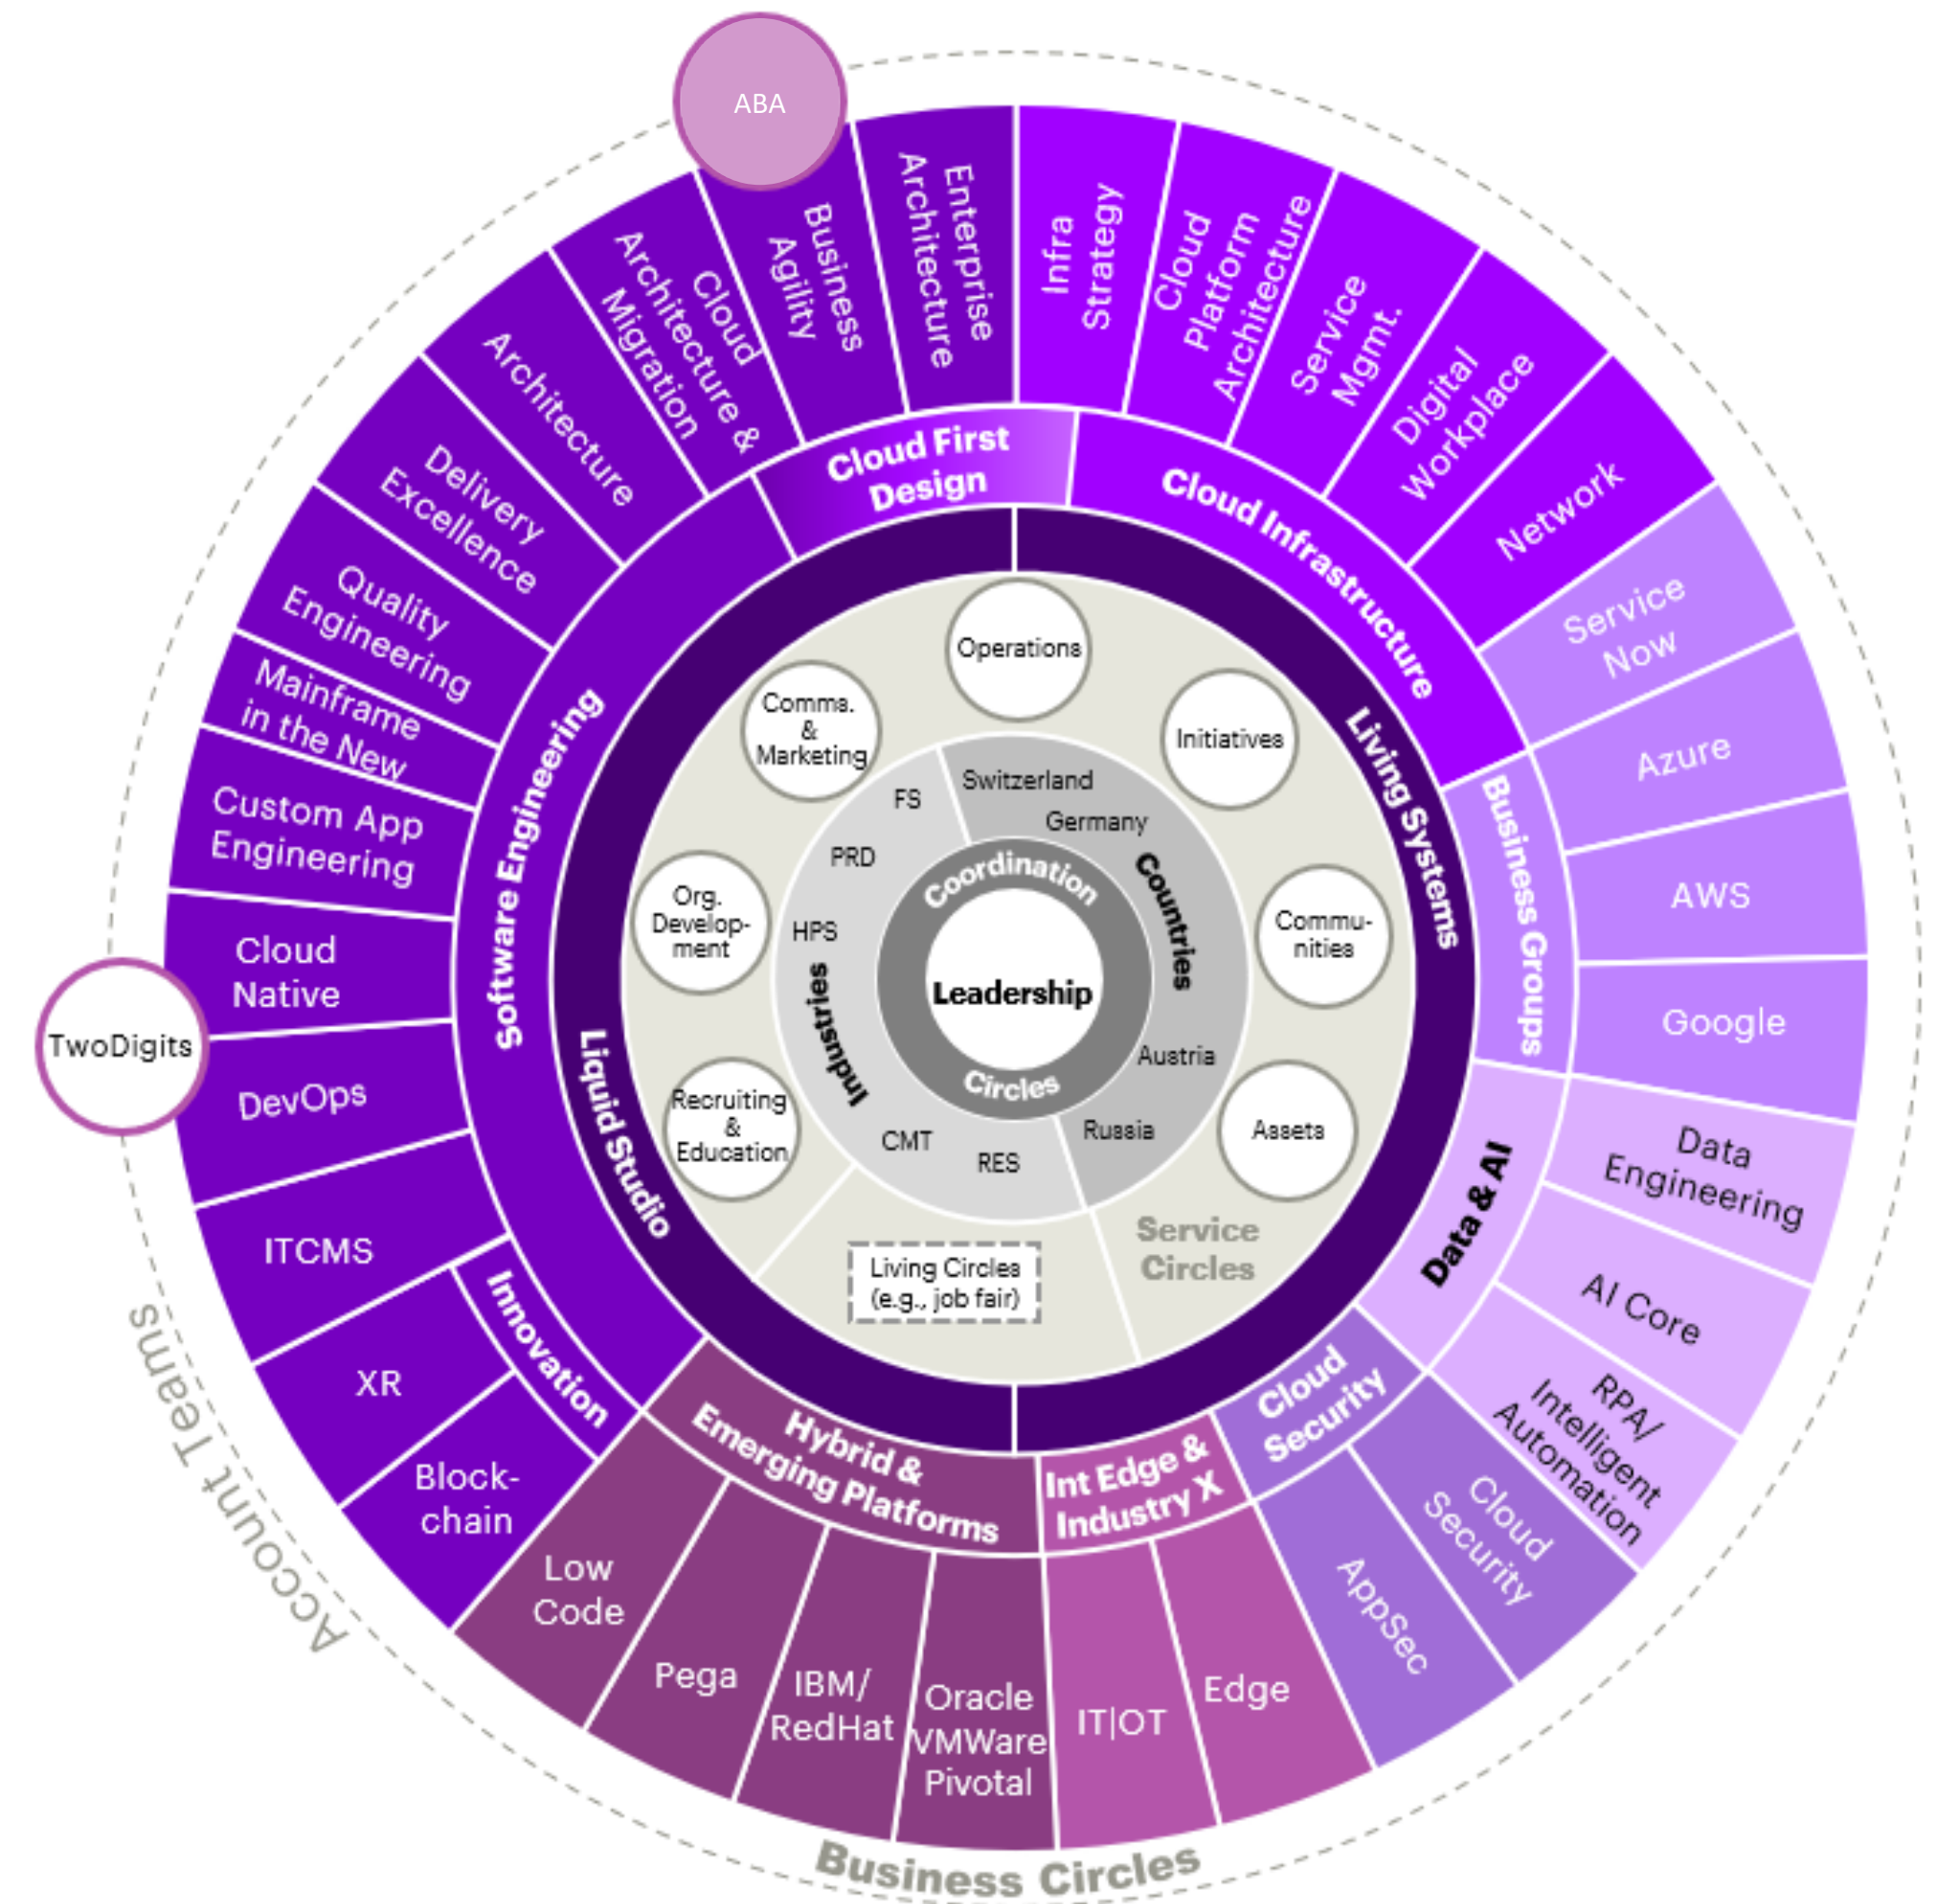 ABA
Enterprise
Architecture
Infra
Strategy
Cloud
Platform
Architecture
Service
Mgmt.
Digital
Workplace
Network
Service
Now
Azure
AWS
Google
Data
Engineering
AI Core
RPA/
Intelligent
Automation
Cloud
Security
AppSec
Edge
IT|OT
Oracle
VMWare
Pivotal
IBM/
RedHat
Pega
Low
Code
Block-
chain
XR
ITCMS
DevOps
TwoDigits
Cloud
Native
Custom App
Engineering
Mainframe
in the New
Quality
Engineering
Delivery
Excellence
Architecture
Cloud
Architecture &
Migration
Business
Agility
Cloud First
Design
Cloud Infrastructure
Business Groups
Data & AI
Cloud
Security
Int Edge &
Industry X
Hybrid &
Emerging Platforms
Innovation
Software Engineering
Living Systems
Liquid Studio
Operations
Initiatives
Commu-
nities
Assets
Service
Circles
Living Circles
(e.g., job fair)
Recruiting
&
Education
Org.
Develop-
ment
Comms.
&
Marketing
Switzerland
Germany
Countries
Austria
Russia
FS
PRD
HPS
Industries
CMT
RES
Coordination
Circles
Leadership
Account Teams
Business Circles